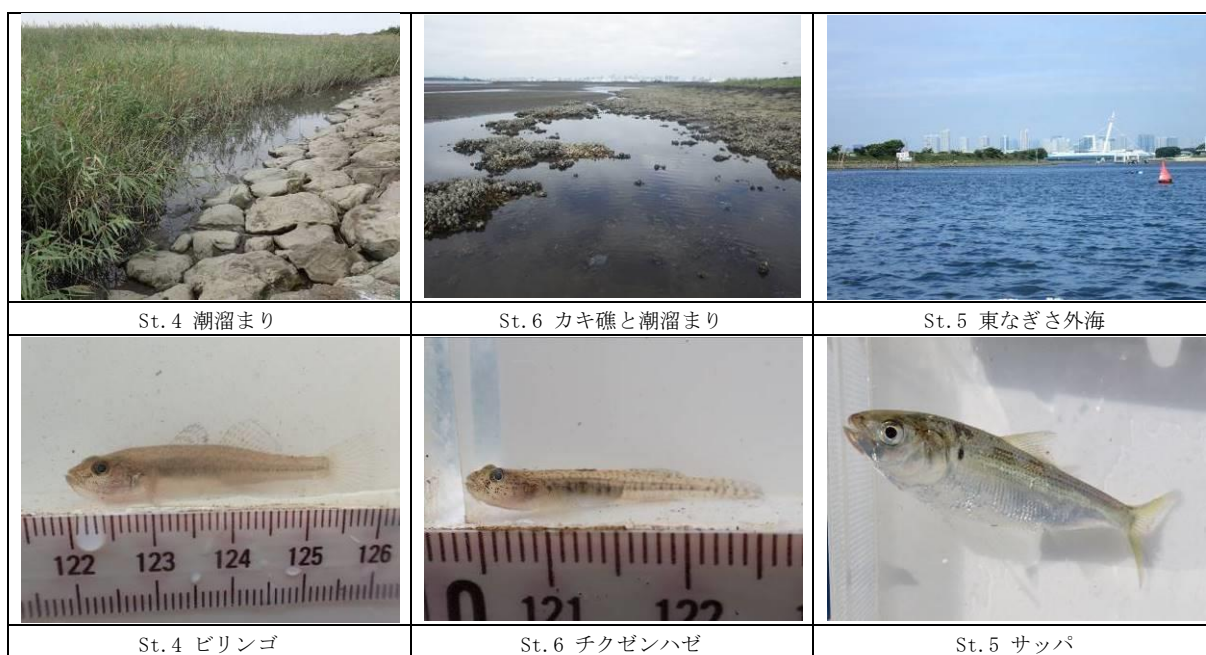 St.4 潮溜まり
St.6 カキ礁と潮溜まり
St.5 東なぎさ外海
122 123 124 125 126
0 121 122
St.4 ビリンゴ
St.6 チクゼンハゼ
St.5 サッパ